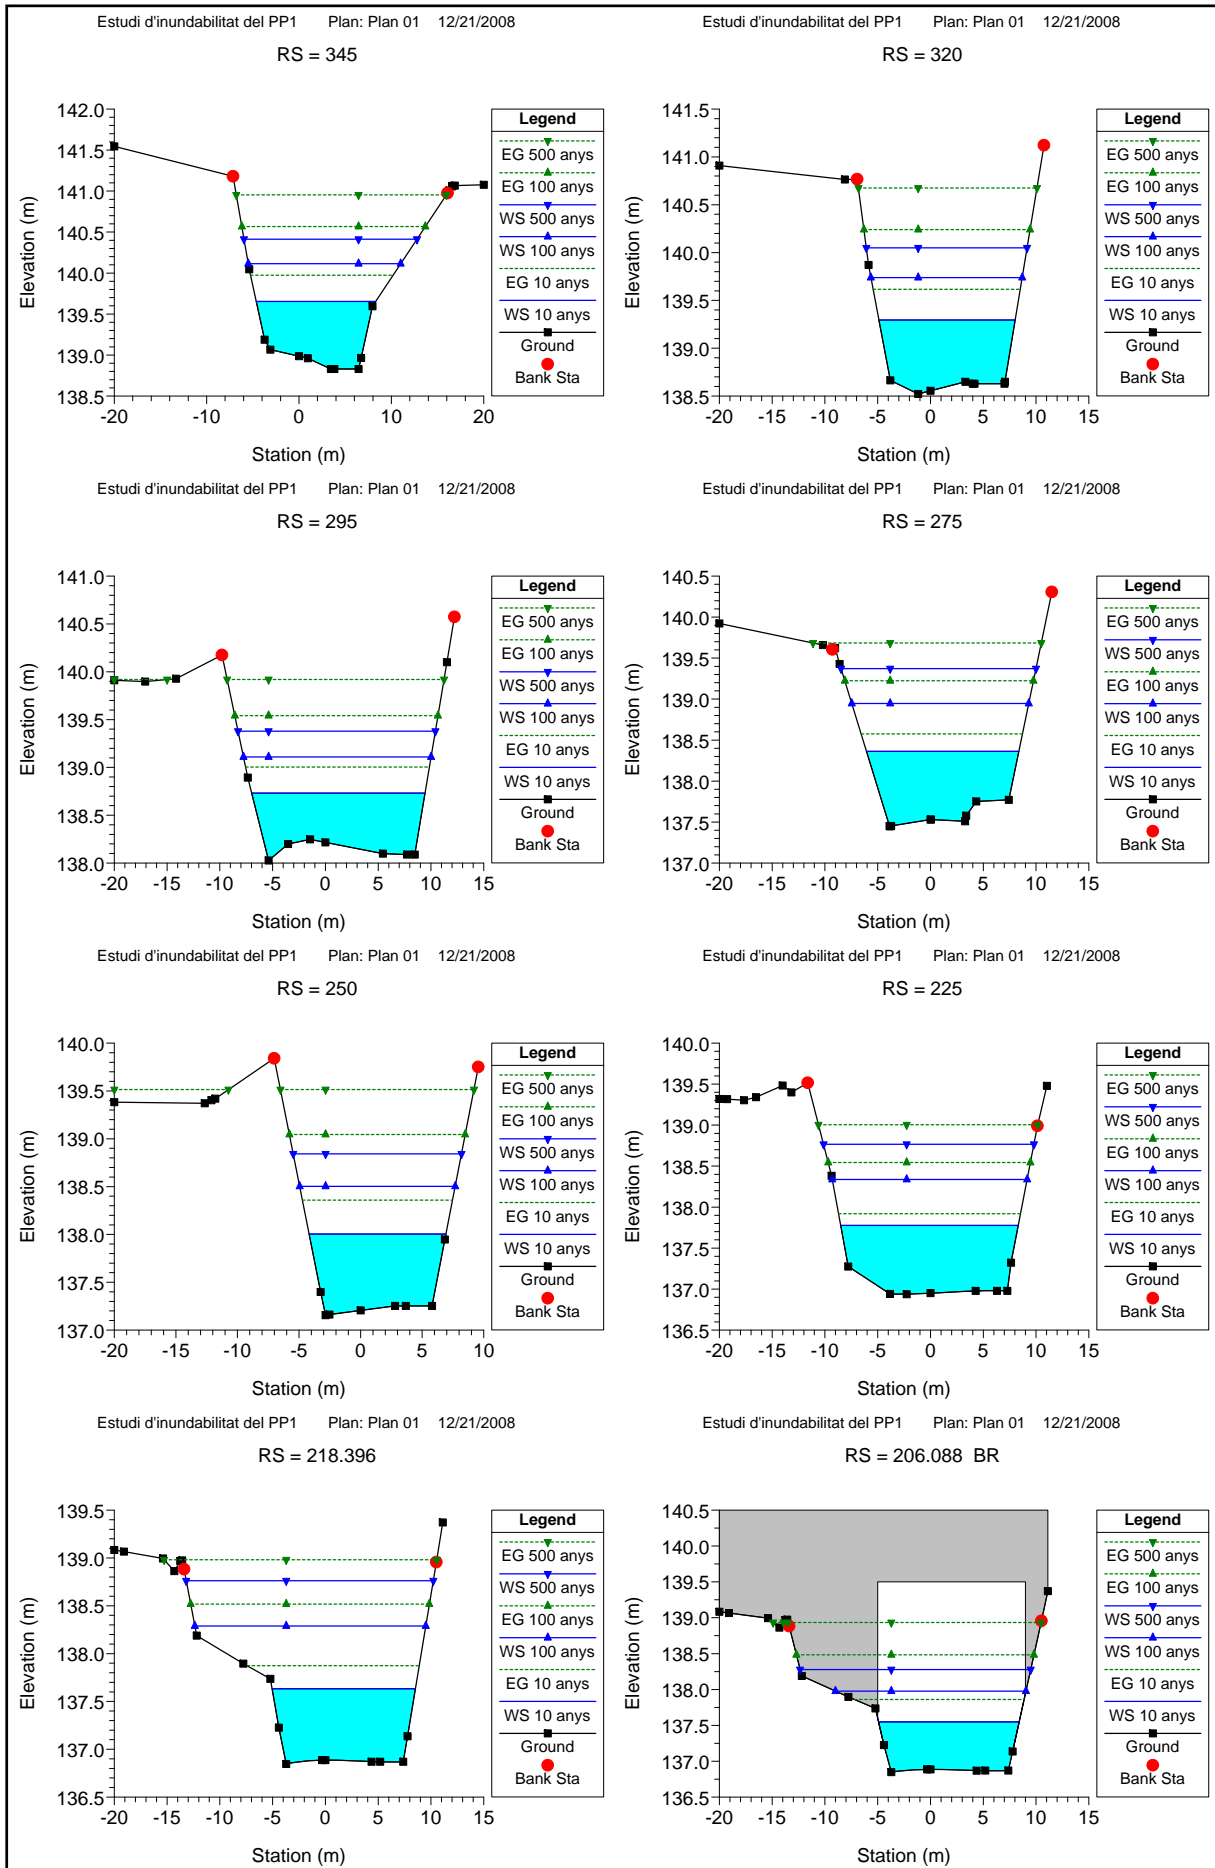 Estudi d'inundabilitat del PP1 Plan: Plan 01 12/21/2008
RS = 345
142.0
141.5
141.0
140.5
140.0
139.5
139.0
138.5
-20
-10
0
10
20
Elevation (m)
Station (m)
Legend
EG 500 anys
EG 100 anys
WS 500 anys
WS 100 anys
EG 10 anys
WS 10 anys
Ground
Bank Sta
Estudi d'inundabilitat del PP1 Plan: Plan 01 12/21/2008
RS = 320
141.5
141.0
140.5
140.0
139.5
139.0
138.5
-20
-15
-10
-5
0
5
10
15
Elevation (m)
Station (m)
Legend
EG 500 anys
EG 100 anys
WS 500 anys
WS 100 anys
EG 10 anys
WS 10 anys
Ground
Bank Sta
Estudi d'inundabilitat del PP1 Plan: Plan 01 12/21/2008
RS = 295
141.0
140.5
140.0
139.5
139.0
138.5
138.0
-20
-15
-10
-5
0
5
10
15
Elevation (m)
Station (m)
Legend
EG 500 anys
EG 100 anys
WS 500 anys
WS 100 anys
EG 10 anys
WS 10 anys
Ground
Bank Sta
Estudi d'inundabilitat del PP1 Plan: Plan 01 12/21/2008
RS = 275
140.5
140.0
139.5
139.0
138.5
138.0
137.5
137.0
-20
-15
-10
-5
0
5
10
15
Elevation (m)
Station (m)
Legend
EG 500 anys
WS 500 anys
EG 100 anys
WS 100 anys
EG 10 anys
WS 10 anys
Ground
Bank Sta
Estudi d'inundabilitat del PP1 Plan: Plan 01 12/21/2008
RS = 250
140.0
139.5
139.0
138.5
138.0
137.5
137.0
-20
-15
-10
-5
0
5
10
Elevation (m)
Station (m)
Legend
EG 500 anys
EG 100 anys
WS 500 anys
WS 100 anys
EG 10 anys
WS 10 anys
Ground
Bank Sta
Estudi d'inundabilitat del PP1 Plan: Plan 01 12/21/2008
RS = 225
140.0
139.5
139.0
138.5
138.0
137.5
137.0
136.5
-20
-15
-10
-5
0
5
10
15
Elevation (m)
Station (m)
Legend
EG 500 anys
WS 500 anys
EG 100 anys
WS 100 anys
EG 10 anys
WS 10 anys
Ground
Bank Sta
Estudi d'inundabilitat del PP1 Plan: Plan 01 12/21/2008
RS = 218.396
139.5
139.0
138.5
138.0
137.5
137.0
136.5
-20
-15
-10
-5
0
5
10
15
Elevation (m)
Station (m)
Legend
EG 500 anys
WS 500 anys
EG 100 anys
WS 100 anys
EG 10 anys
WS 10 anys
Ground
Bank Sta
Estudi d'inundabilitat del PP1 Plan: Plan 01 12/21/2008
RS = 206.088 BR
140.5
140.0
139.5
139.0
138.5
138.0
137.5
137.0
136.5
-20
-15
-10
-5
0
5
10
15
Elevation (m)
Station (m)
Legend
EG 500 anys
EG 100 anys
WS 500 anys
WS 100 anys
EG 10 anys
WS 10 anys
Ground
Bank Sta